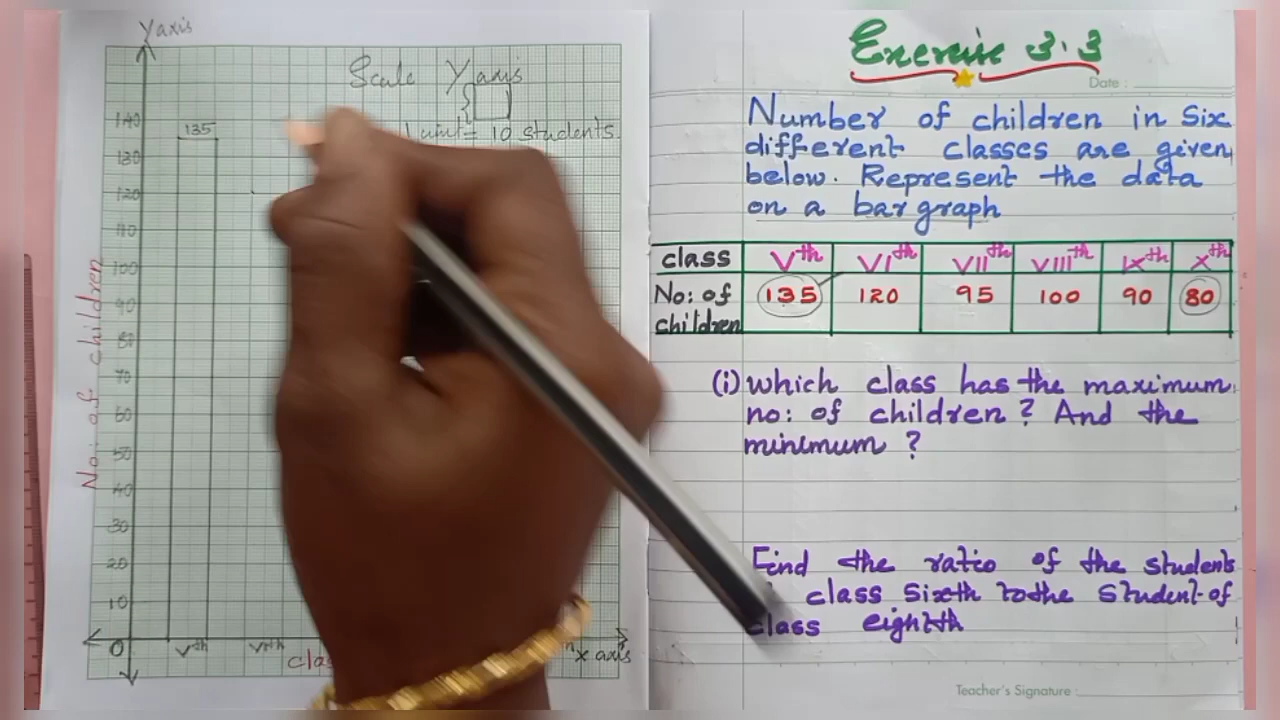 Y axis
Scale Y axis
1 unit = 10 students.
140
135
130
120
110
100
90
80
70
60
50
40
30
20
10
0
No: of children
Vth
VIth
x axis
Exercise 3.3
Date :
Number of children in Six
different classes are given
below. Represent the data
on a bar graph
class Vth VIth VIIth VIIIth IXth Xth
No: of 135 120 95 100 90 80
children
(i) which class has the maximum
no: of children ? And the
minimum ?
Find the ratio of the students
class Sixth to the Student of
class eighth
Teacher's Signature :